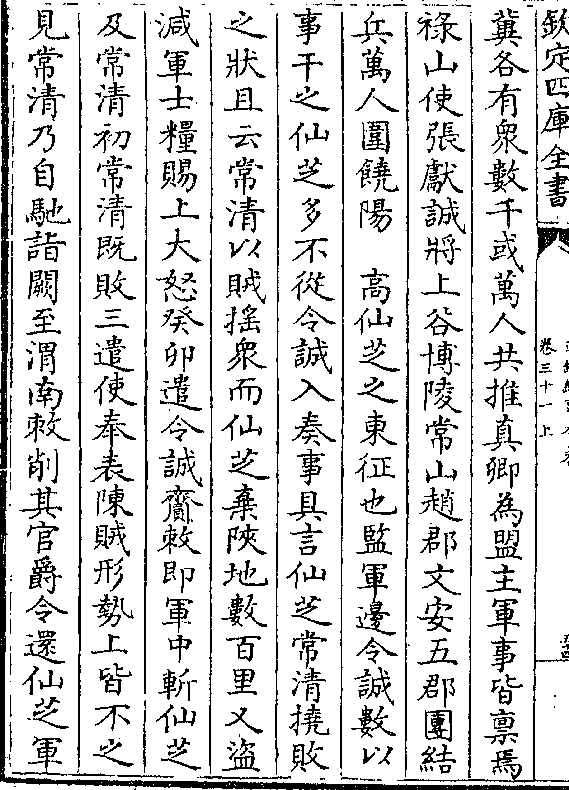 欽定四庫全書
卷三十一上
冀各有衆數千或萬人共推真卿為盟主軍事皆禀焉
祿山使張獻誠將上谷博陵常山趙郡文安五郡團結
兵萬人圍饒陽　高仙芝之東征也監軍邊令誠數以
事干之仙芝多不從令誠入奏事具言仙芝常清撓敗
之狀且云常清以賊揺衆而仙芝棄陜地數百里又盜
減軍士糧賜上大怒癸卯遣令誠齎敕即軍中斬仙芝
及常清初常清既敗三遣使奉表陳賊形勢上皆不之
見常清乃自馳詣闕至渭南敕削其官爵令還仙芝軍